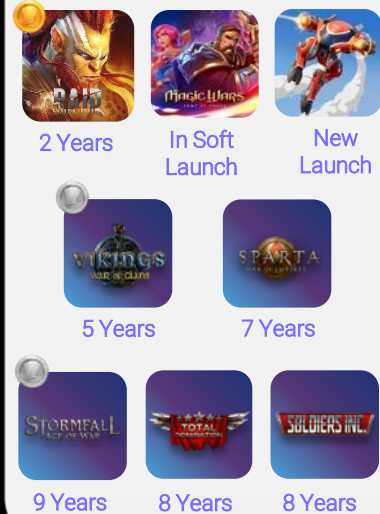 RAID
2 Years
MAGIC WARS
In Soft
Launch
New
Launch
VIKINGS
WAR OF CLANS
5 Years
SPARTA
WAR OF EMPIRES
7 Years
STORMFALL
AGE OF WAR
9 Years
TOTAL
DOMINATION
8 Years
SOLDIERS INC.
8 Years